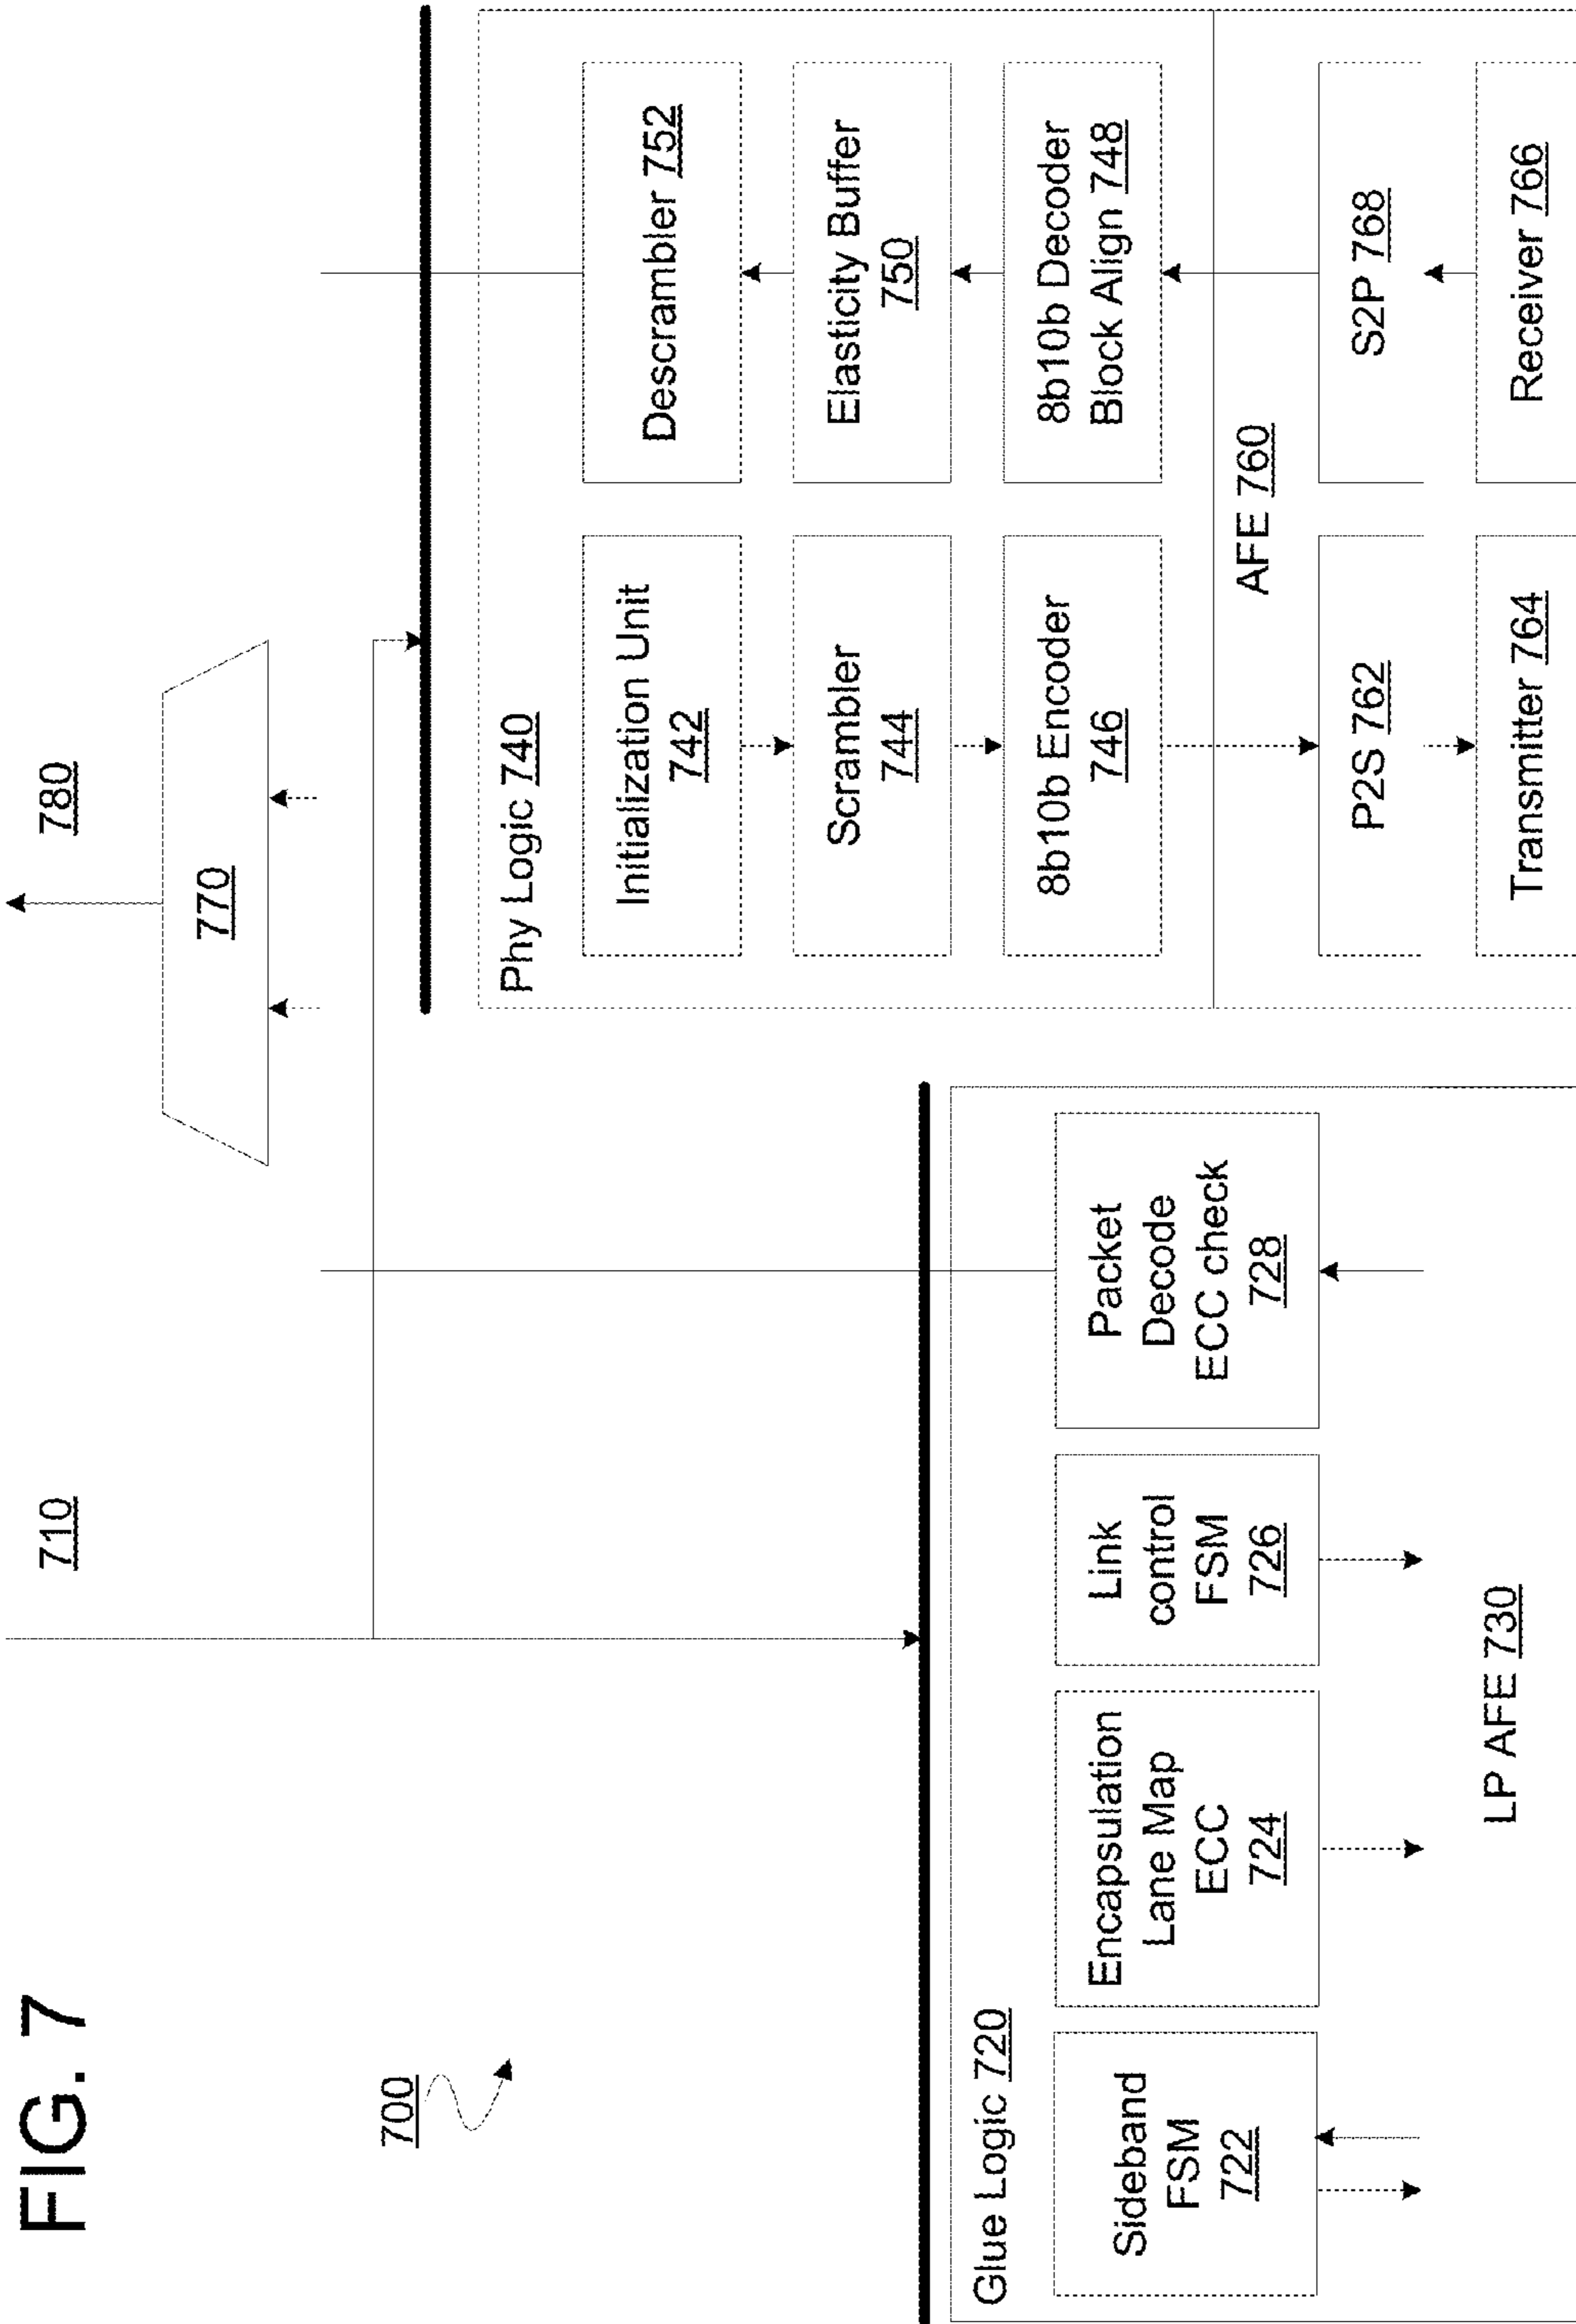 FIG. 7
700
710
780
770
Glue Logic 720
Sideband
FSM
722
Encapsulation
Lane Map
ECC
724
Link
control
FSM
726
Packet
Decode
ECC check
728
LP AFE 730
Phy Logic 740
Initialization Unit
742
Scrambler
744
8b10b Encoder
746
Descrambler 752
Elasticity Buffer
750
8b10b Decoder
Block Align 748
AFE 760
P2S 762
Transmitter 764
S2P 768
Receiver 766